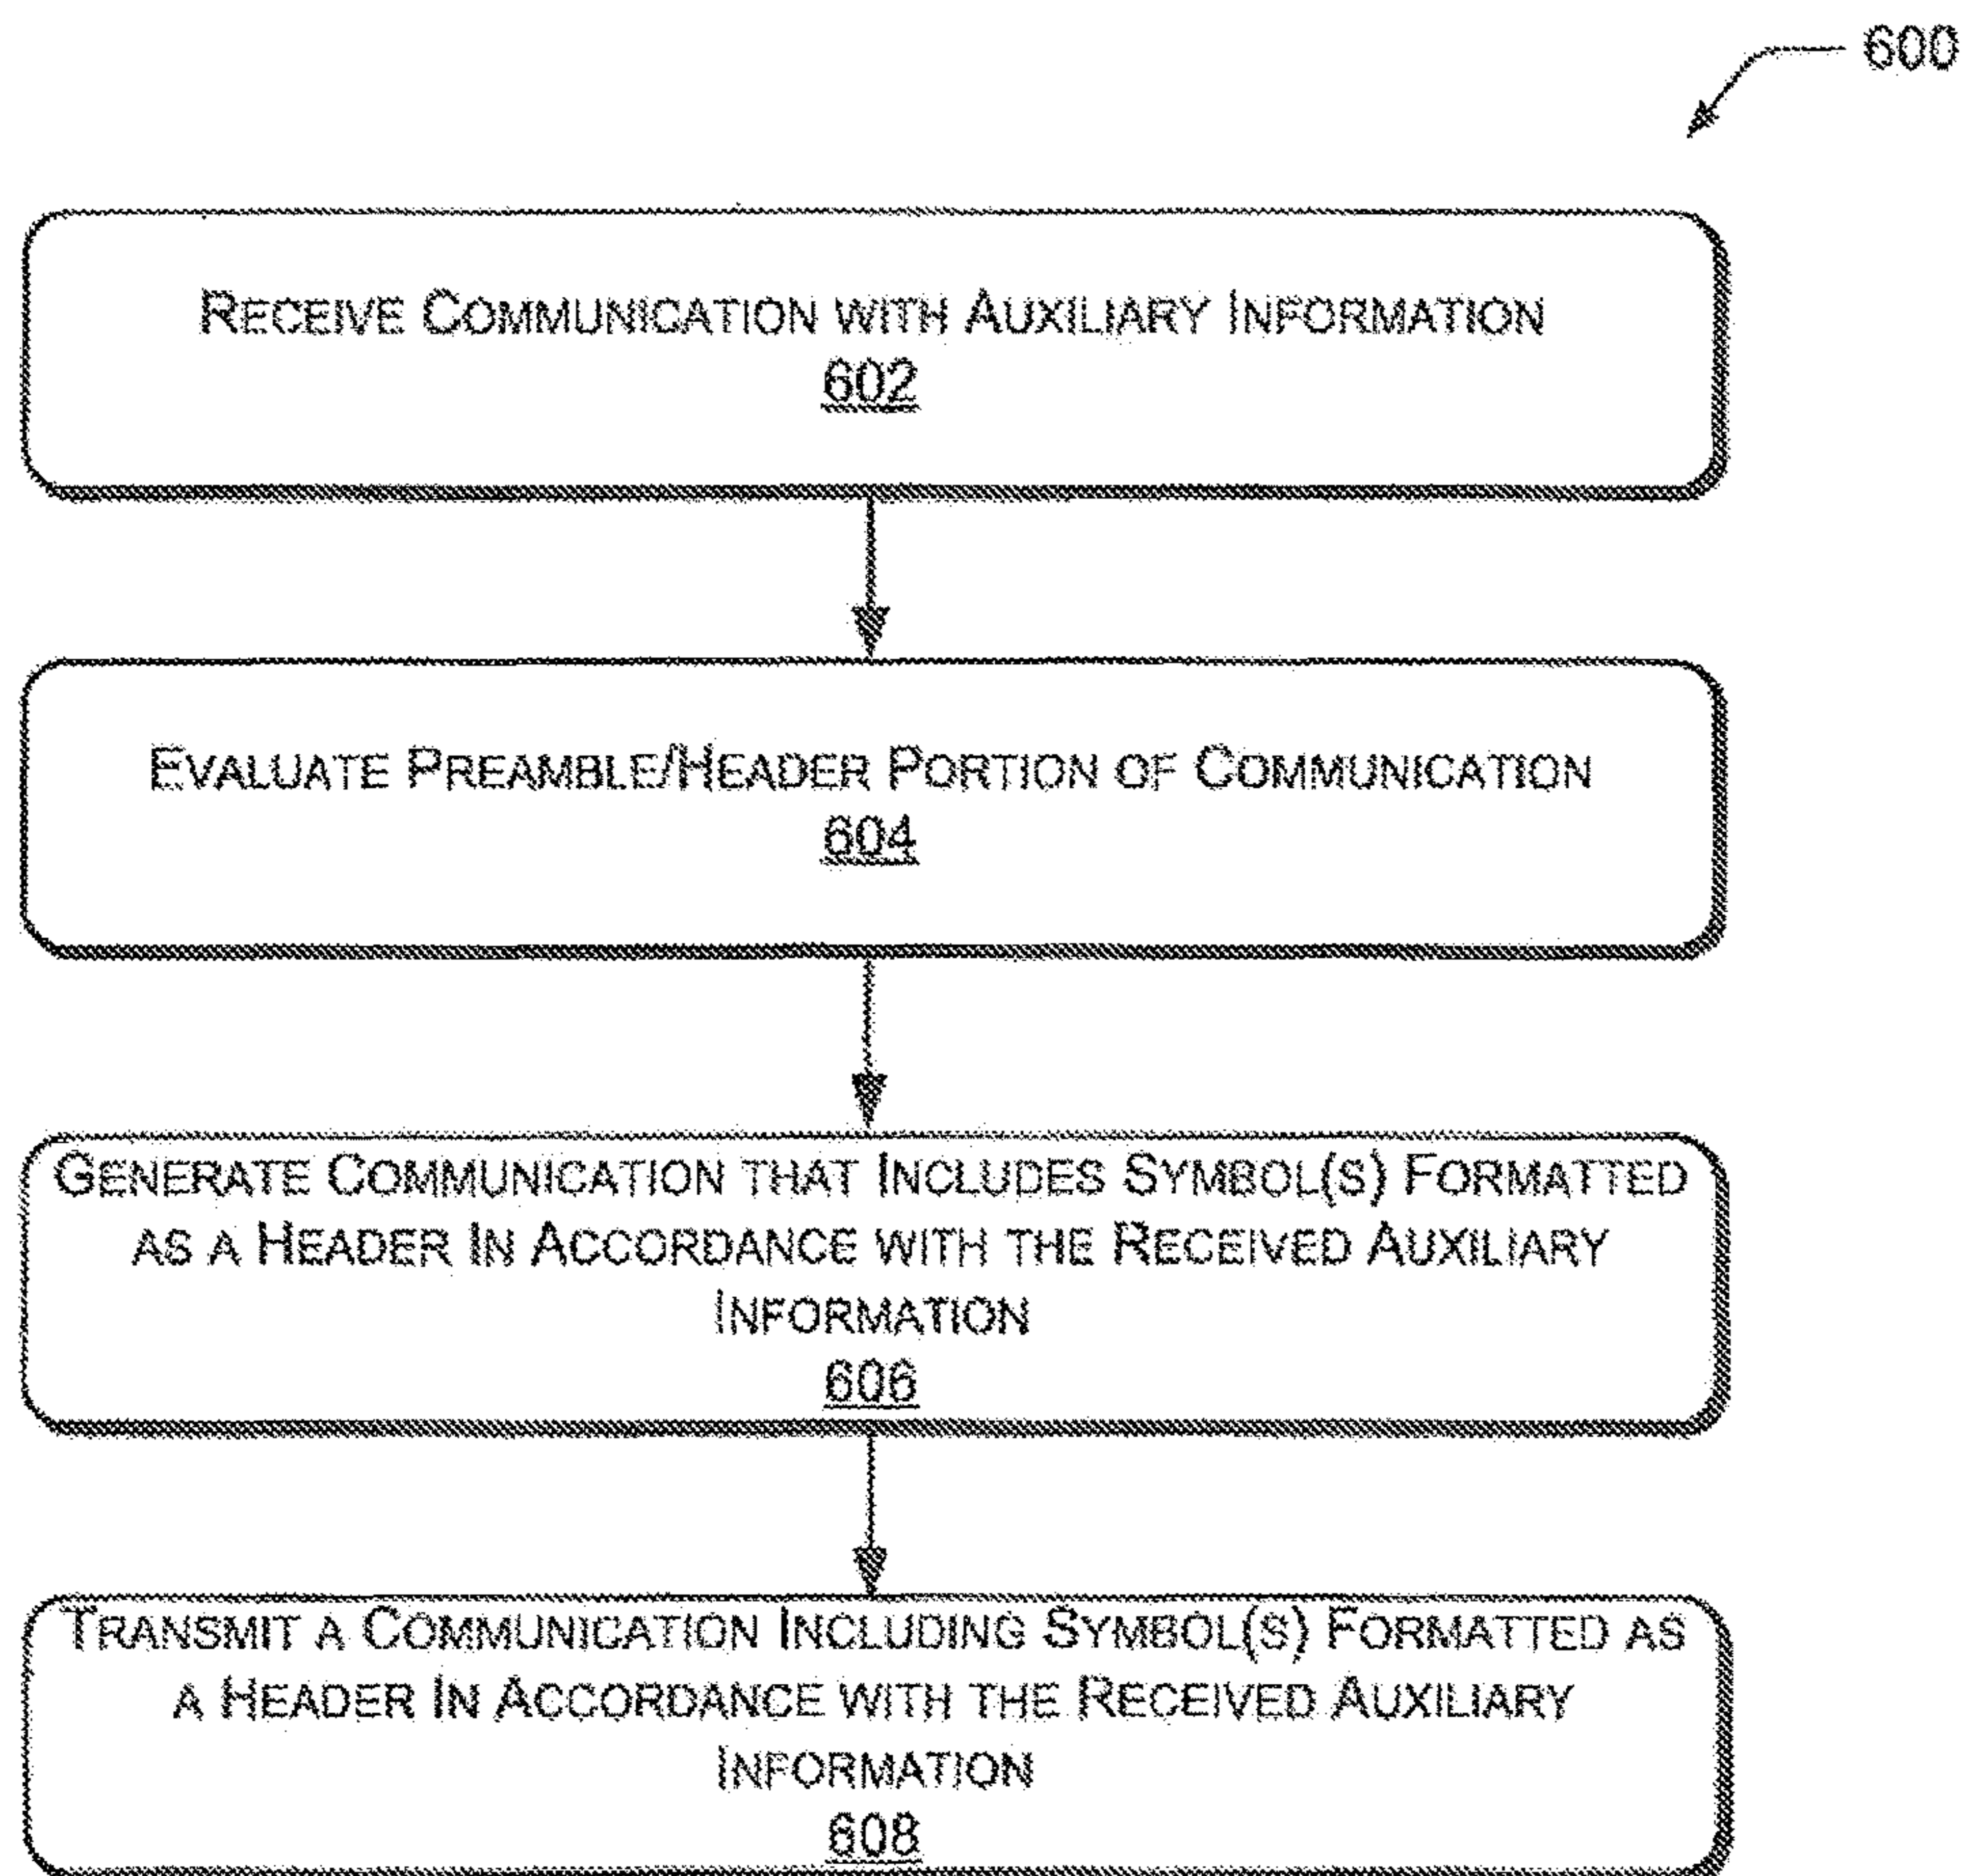 600
RECEIVE COMMUNICATION WITH AUXILIARY INFORMATION
602
EVALUATE PREAMBLE/HEADER PORTION OF COMMUNICATION
604
GENERATE COMMUNICATION THAT INCLUDES SYMBOL(S) FORMATTED
AS A HEADER IN ACCORDANCE WITH THE RECEIVED AUXILIARY
INFORMATION
606
TRANSMIT A COMMUNICATION INCLUDING SYMBOL(S) FORMATTED AS
A HEADER IN ACCORDANCE WITH THE RECEIVED AUXILIARY
INFORMATION
608